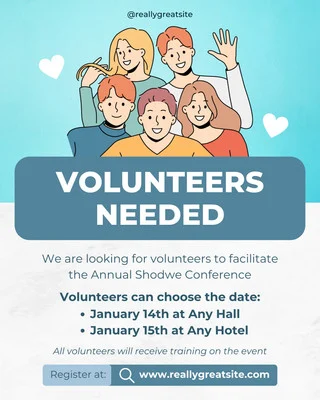 @reallygreatsite
VOLUNTEERS
NEEDED
We are looking for volunteers to facilitate
the Annual Shodwe Conference
Volunteers can choose the date:
• January 14th at Any Hall
• January 15th at Any Hotel
All volunteers will receive training on the event
Register at:
www.reallygreatsite.com